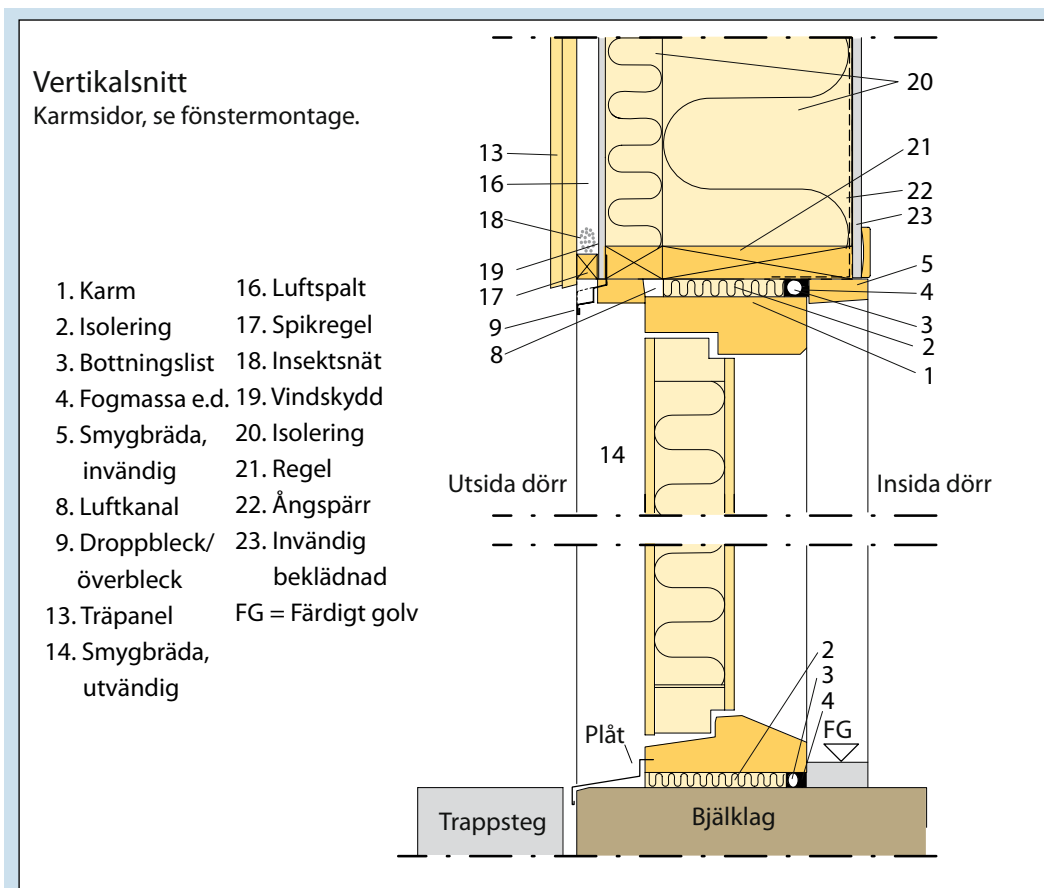 Vertikalsnitt
Karmsidor, se fönstermontage.
1. Karm
2. Isolering
3. Bottningslist
4. Fogmassa e.d.
5. Smygbräda,
invändig
8. Luftkanal
9. Droppbleck/
överbleck
13. Träpanel
14. Smygbräda,
utvändig
16. Luftspalt
17. Spikregel
18. Insektsnät
19. Vindskydd
20. Isolering
21. Regel
22. Ångspärr
23. Invändig
beklädnad
FG = Färdigt golv
13
16
18
19
17
9
8
20
21
22
23
5
4
3
2
1
14
Utsida dörr
Insida dörr
2
3
4
FG
Plåt
Trappsteg
Bjälklag